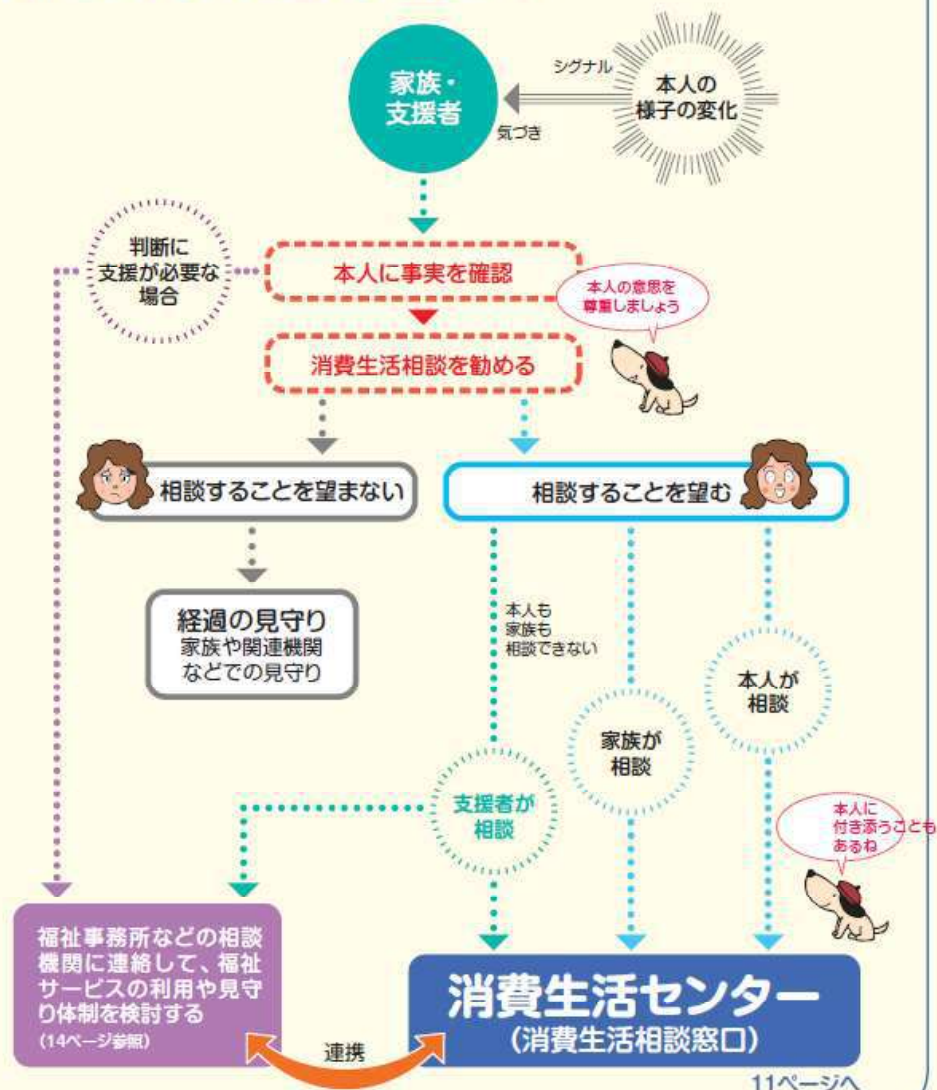 シグナル
本人の
様子の変化
家族・
支援者
気づき
判断に
支援が必要な
場合
本人に事実を確認
本人の意思を
尊重しましょう
消費生活相談を勧める
相談することを望まない
相談することを望む
経過の見守り
家族や関連機関
などでの見守り
本人も
家族も
相談できない
本人が
相談
家族が
相談
支援者が
相談
本人に
付き添うことも
あるね
福祉事務所などの相談
機関に連絡して、福祉
サービスの利用や見守
り体制を検討する
(14ページ参照)
消費生活センター
(消費生活相談窓口)
連携
11ページへ